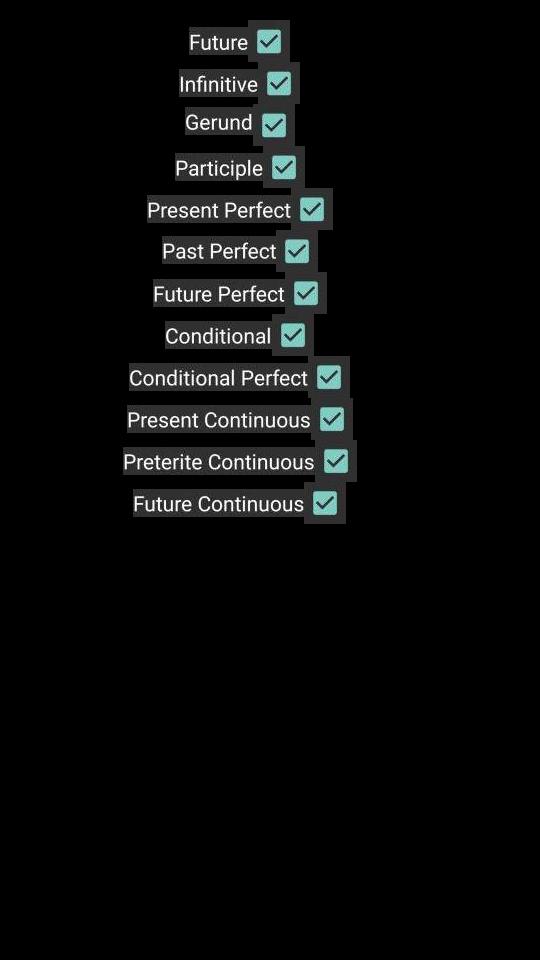 Future
Infinitive
Gerund
Participle
Present Perfect
Past Perfect
Future Perfect
Conditional
Conditional Perfect
Present Continuous
Preterite Continuous
Future Continuous